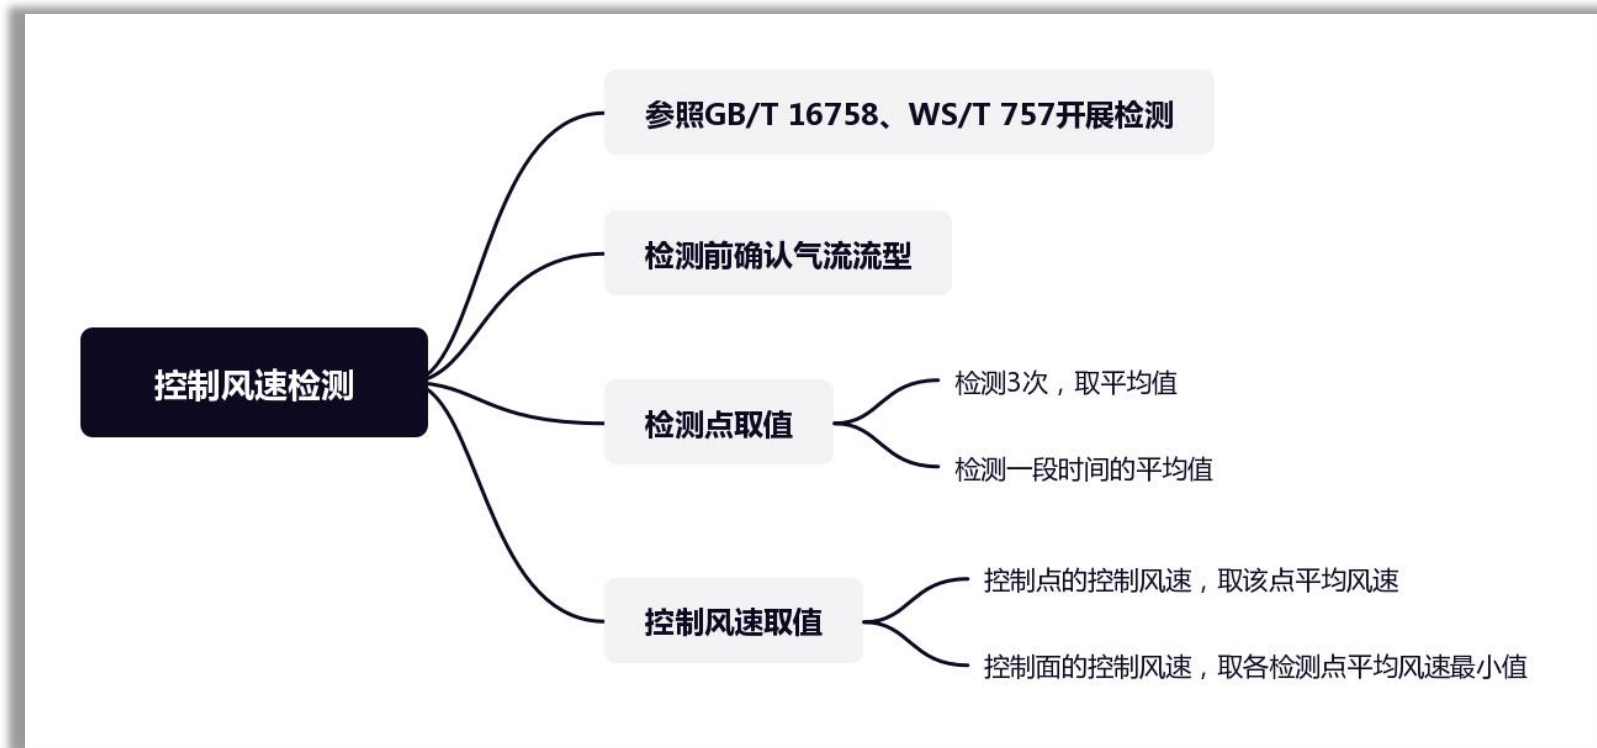 控制风速检测
参照GB/T 16758、WS/T 757开展检测
检测前确认气流流型
检测点取值
检测3次，取平均值
检测一段时间的平均值
控制风速取值
控制点的控制风速，取该点平均风速
控制面的控制风速，取各检测点平均风速最小值